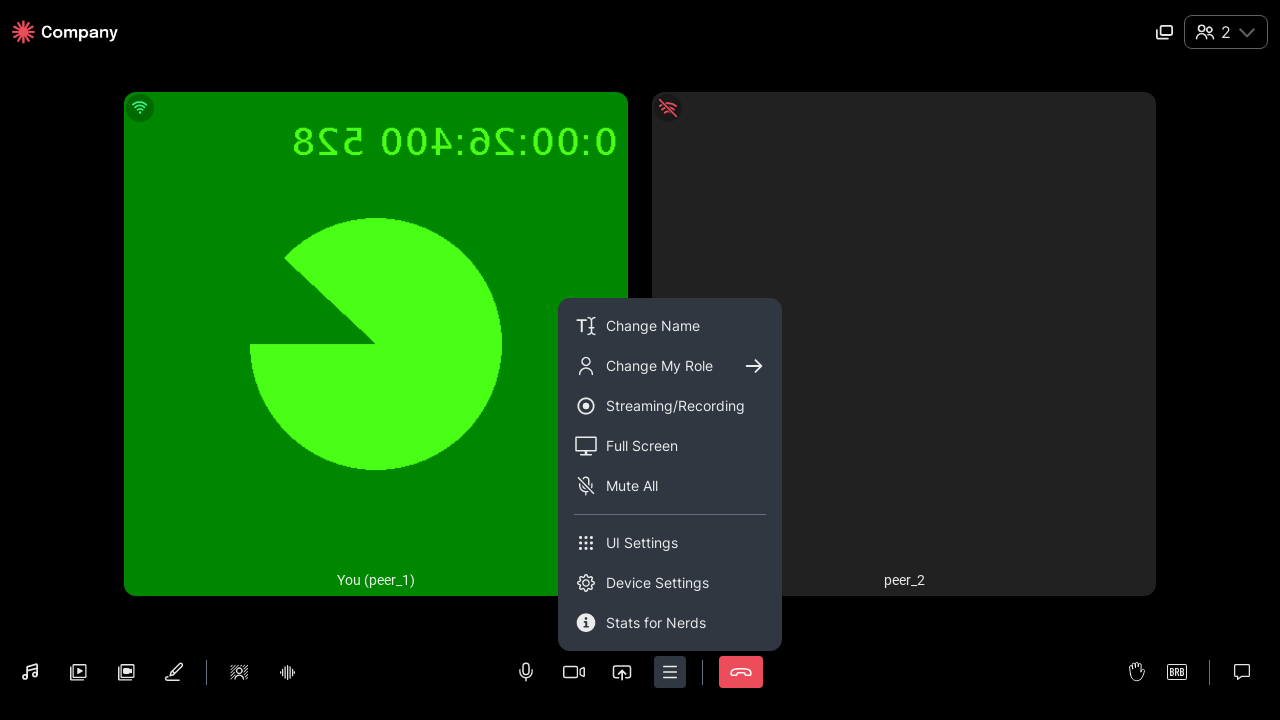 Company
2
0:00:26:400 528
Change Name
Change My Role
Streaming/Recording
Full Screen
Mute All
UI Settings
Device Settings
Stats for Nerds
You (peer_1)
peer_2
BRB